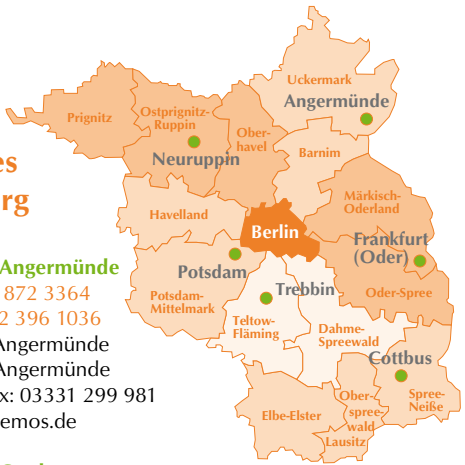 es
rg
Angermünde
872 3364
2 396 1036
Angermünde
Angermünde
x: 03331 299 981
emos.de
Uckermark
Angermünde
Prignitz
Ostprignitz-
Ruppin
Neuruppin
Ober-
havel
Barnim
Märkisch-
Oderland
Havelland
Berlin
Frankfurt
(Oder)
Potsdam
Potsdam-
Mittelmark
Trebbin
Oder-Spree
Teltow-
Fläming
Dahme-
Spreewald
Cottbus
Elbe-Elster
Ober-
spree-
wald
Lausitz
Spree-
Neiße